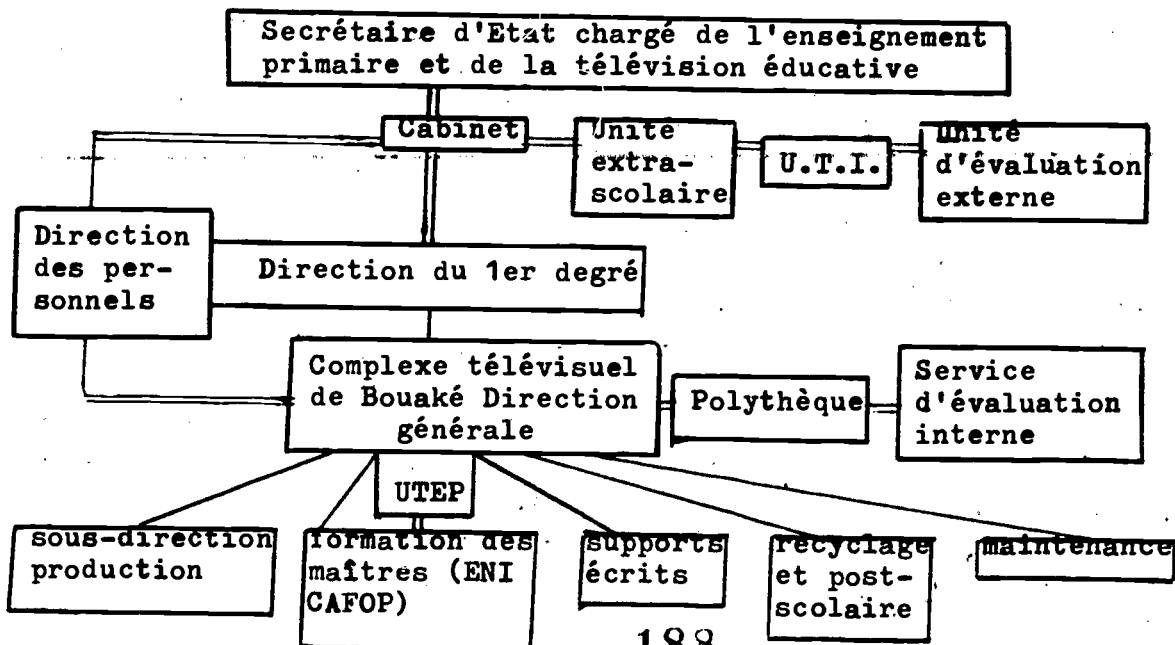 Secrétaire d'Etat chargé de l'enseignement
primaire et de la télévision éducative
Cabinet
Unité
extra-
scolaire
U.T.I.
Unité
d'évaluation
externe
Direction
des per-
sonnels
Direction du 1er degré
Complexe télévisuel
de Bouaké Direction
générale
Polythèque
Service
d'évaluation
interne
UTEP
sous-direction
production
formation des
maîtres (ENI
CAFOP)
supports
écrits
recyclage
et post-
scolaire
maintenance
188